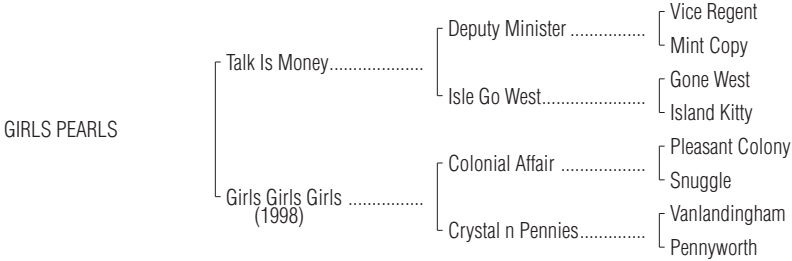 Vice Regent
Deputy Minister ................
Mint Copy
Talk Is Money....................
Gone West
Isle Go West......................
Island Kitty
GIRLS PEARLS
Pleasant Colony
Colonial Affair ..................
Snuggle
Girls Girls Girls ................
(1998)
Vanlandingham
Crystal n Pennies..............
Pennyworth